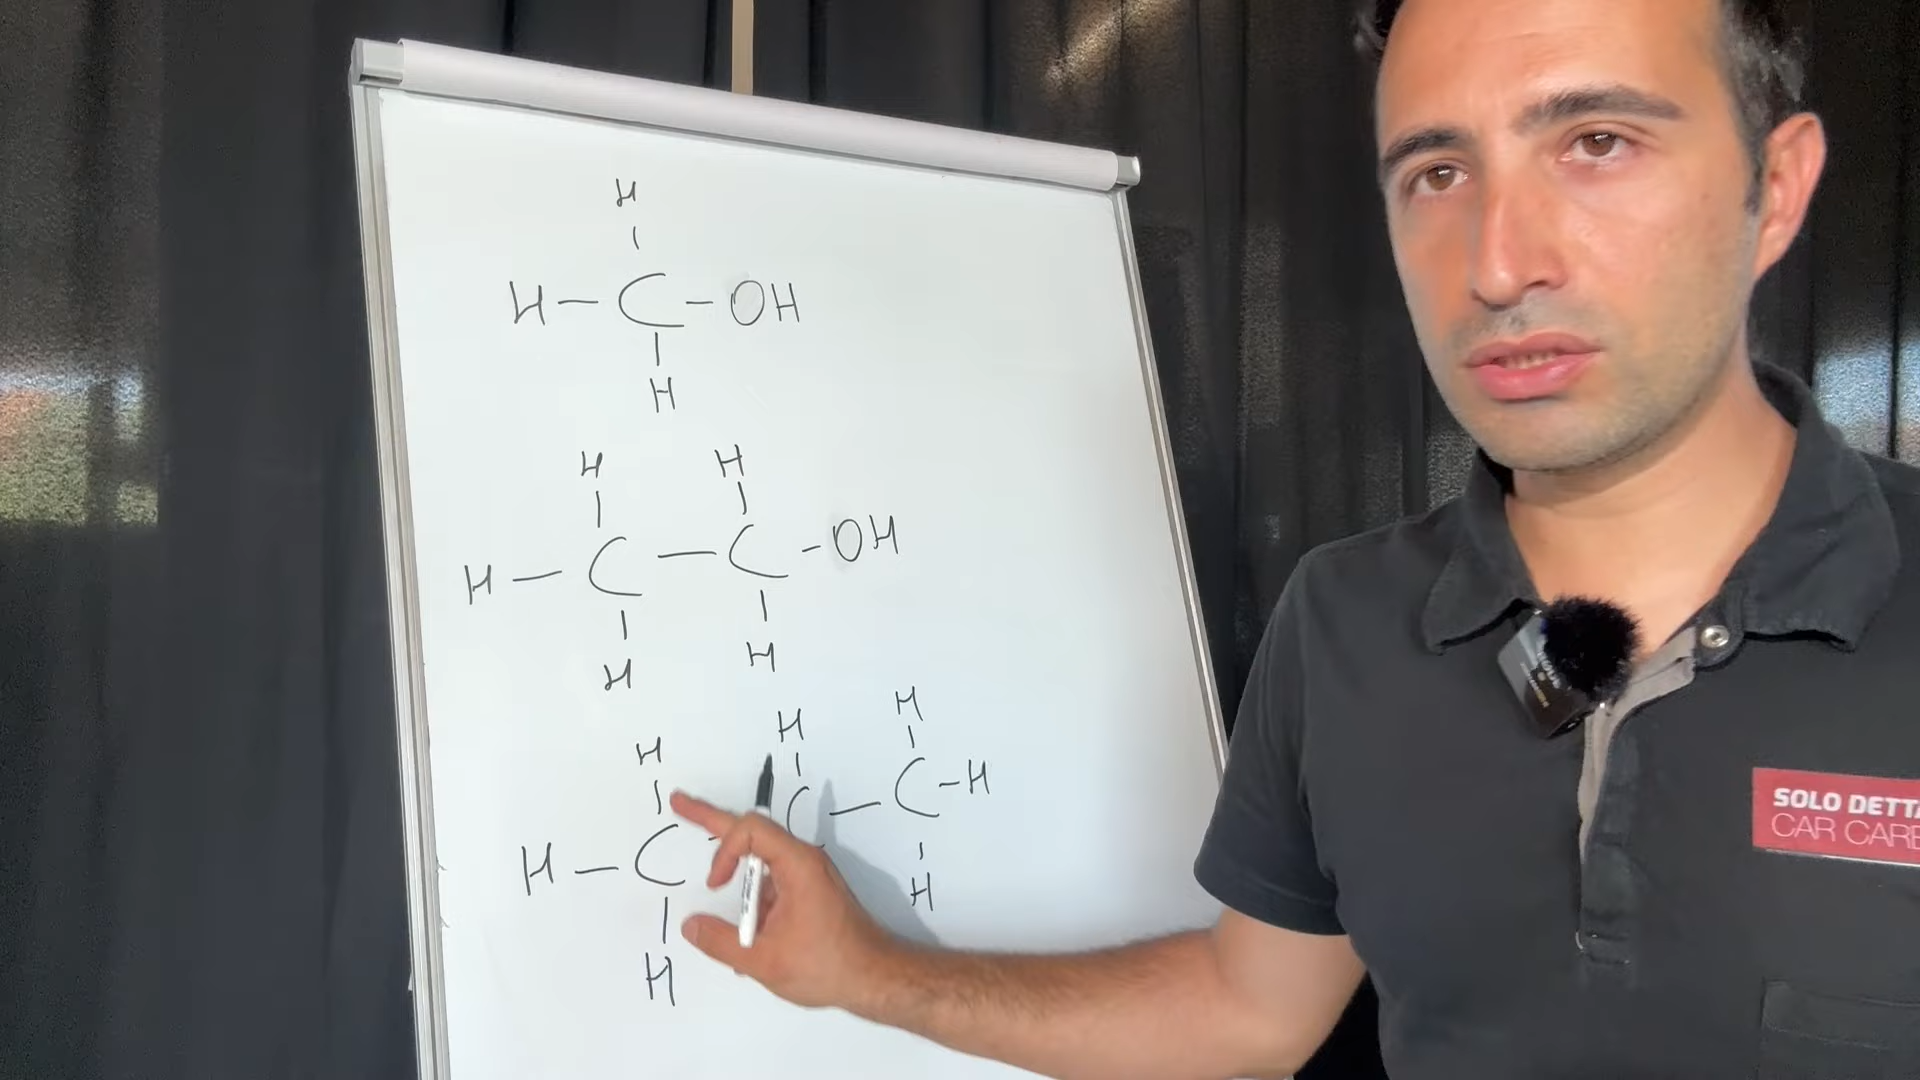 H
H - C - OH
H
H H
H - C - C - OH
H H
H H H
H - C - C - C - H
H H
SOLO DETTA
CAR CARE